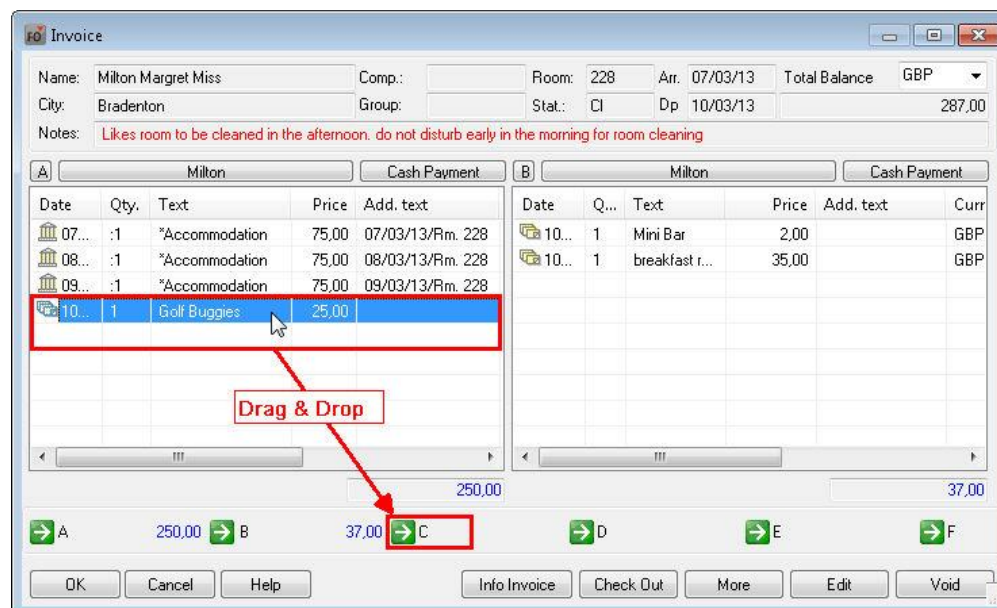 FO Invoice
Name: Milton Margret Miss Comp.: Room: 228 Arr. 07/03/13 Total Balance GBP
City: Bradenton Group: Stat.: CI Dp 10/03/13 287,00
Notes: Likes room to be cleaned in the afternoon. do not disturb early in the morning for room cleaning
A Milton Cash Payment B Milton Cash Payment
Date Qty. Text Price Add. text Date Q... Text Price Add. text Curr
07... :1 *Accommodation 75,00 07/03/13/Rm. 228 10... 1 Mini Bar 2,00 GBP
08... :1 *Accommodation 75,00 08/03/13/Rm. 228 10... 1 breakfast r... 35,00 GBP
09... :1 *Accommodation 75,00 09/03/13/Rm. 228
10... 1 Golf Buggies 25,00
Drag & Drop
250,00 37,00
A 250,00 B 37,00 C D E F
OK Cancel Help Info Invoice Check Out More Edit Void